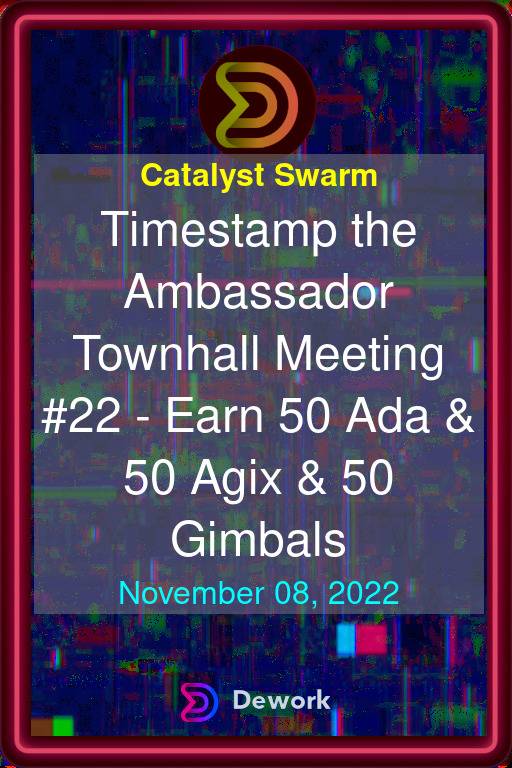 Catalyst Swarm
Timestamp the
Ambassador
Townhall Meeting
#22 - Earn 50 Ada &
50 Agix & 50
Gimbals
November 08, 2022
Dework